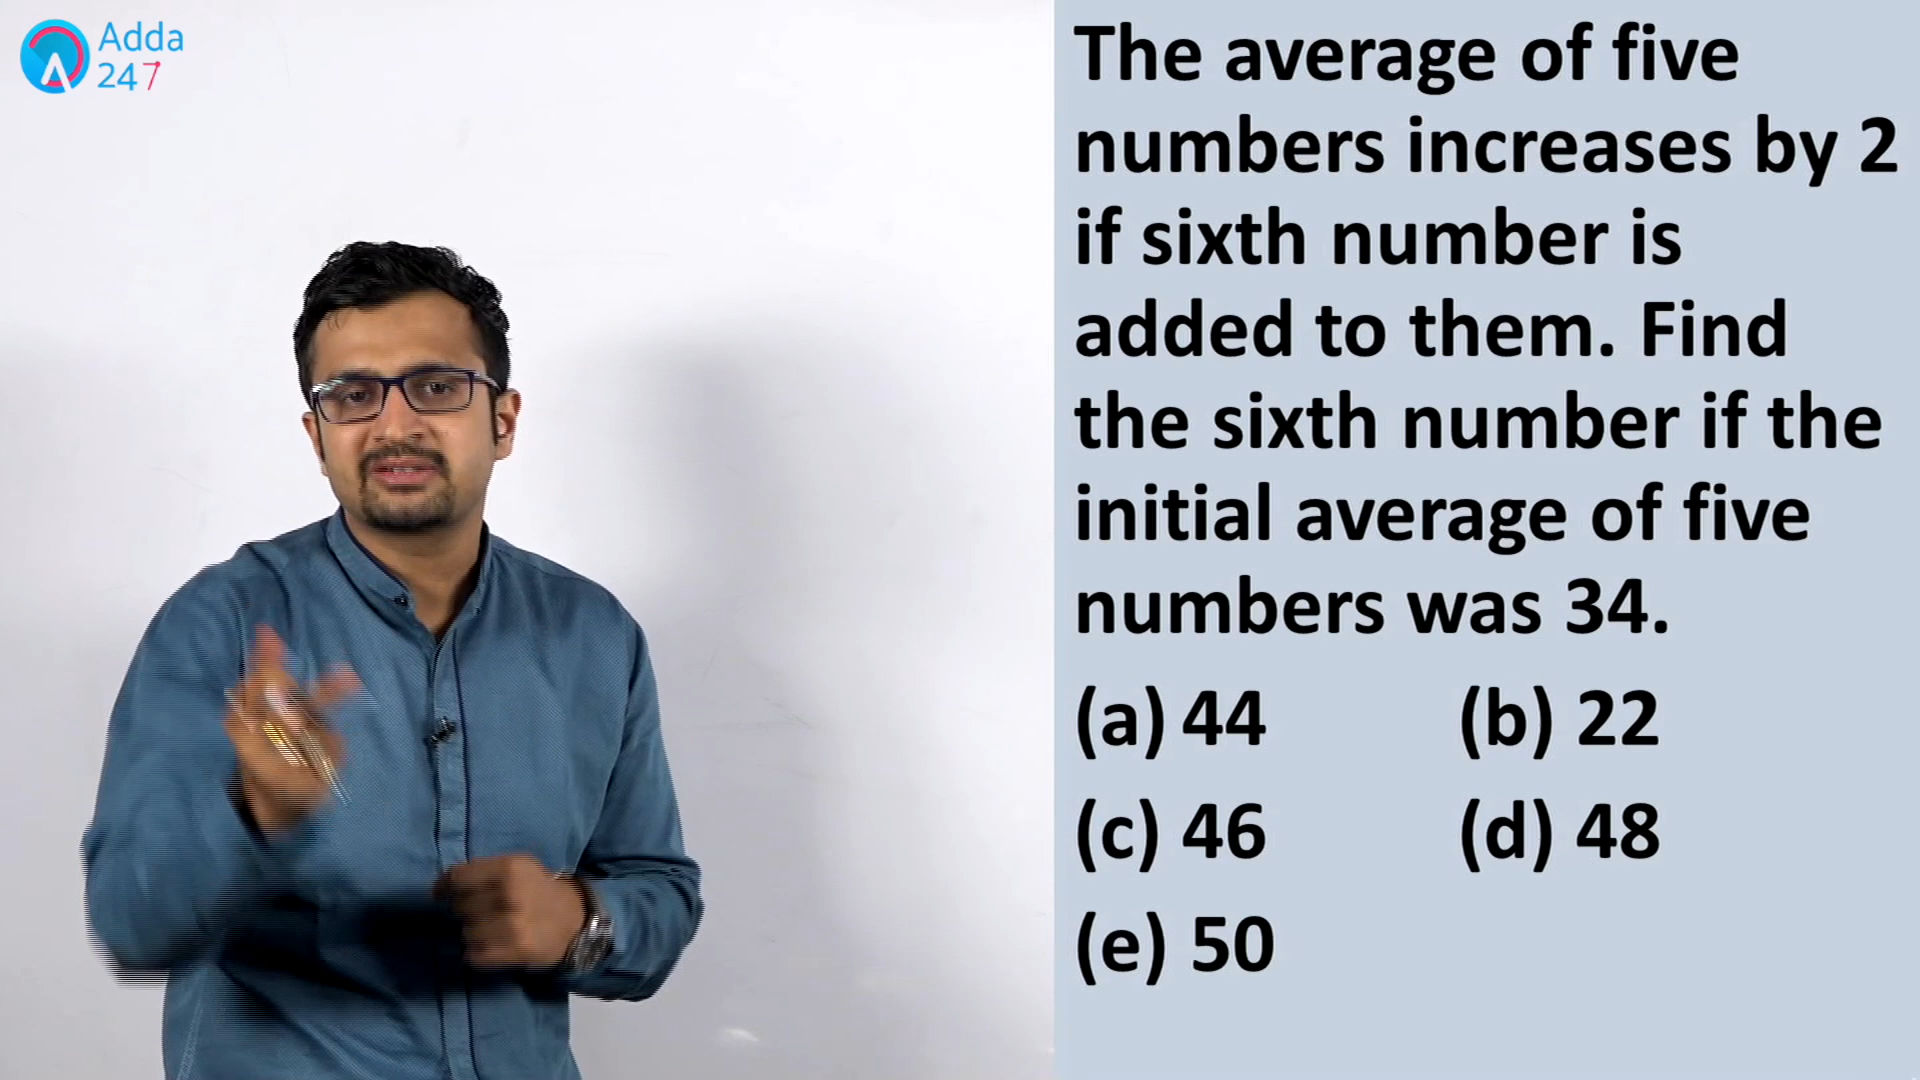 Adda
247
The average of five
numbers increases by 2
if sixth number is
added to them. Find
the sixth number if the
initial average of five
numbers was 34.
(a) 44 (b) 22
(c) 46 (d) 48
(e) 50